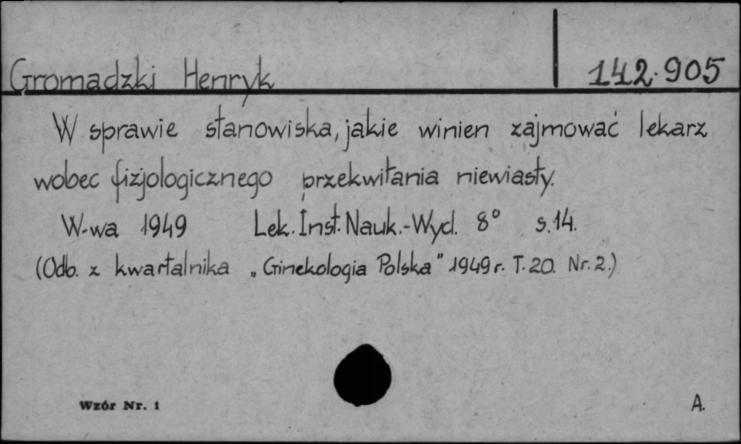 Gromadzki Henryk 142.905
W sprawie stanowiska, jakie winien zajmować lekarz
wobec fizjologicznego przekwitania niewiasty.
W-wa 1949 Lek. Inst. Nauk.-Wyd. 8° s. 14.
(Odb. z kwartalnika „Ginekologia Polska" 1949 r. T. 20. Nr. 2.)
Wzór Nr. 1 A.